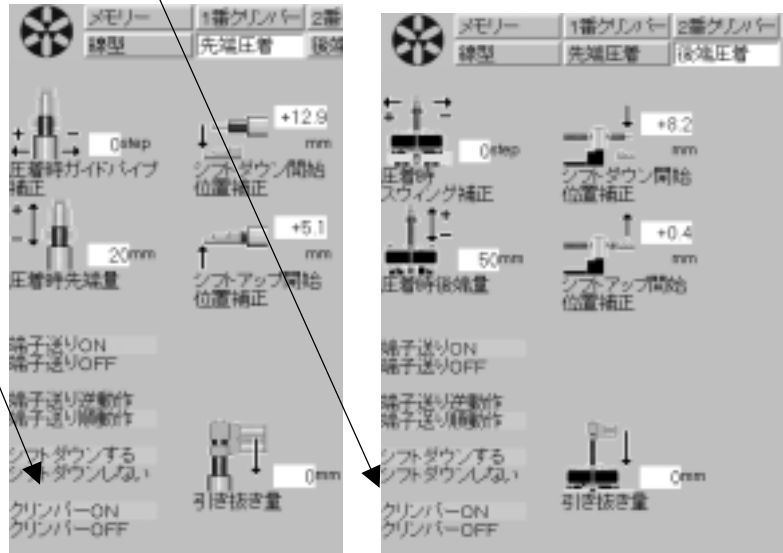 メモリー
1番クリンパー
2番
線型
先端圧着
後端
0step
圧着時ガイドパイプ
補正
+12.9
mm
シフトダウン開始
位置補正
20mm
圧着時先端量
+5.1
mm
シフトアップ開始
位置補正
端子送りON
端子送りOFF
端子送り逆動作
端子送り順動作
シフトダウンする
シフトダウンしない
クリンパーON
クリンパーOFF
0mm
引き抜き量
メモリー
1番クリンパー
2番クリンパー
線型
先端圧着
後端圧着
0step
圧着時
スウィング補正
+8.2
mm
シフトダウン開始
位置補正
50mm
圧着時後端量
+0.4
mm
シフトアップ開始
位置補正
端子送りON
端子送りOFF
端子送り逆動作
端子送り順動作
シフトダウンする
シフトダウンしない
クリンパーON
クリンパーOFF
0mm
引き抜き量